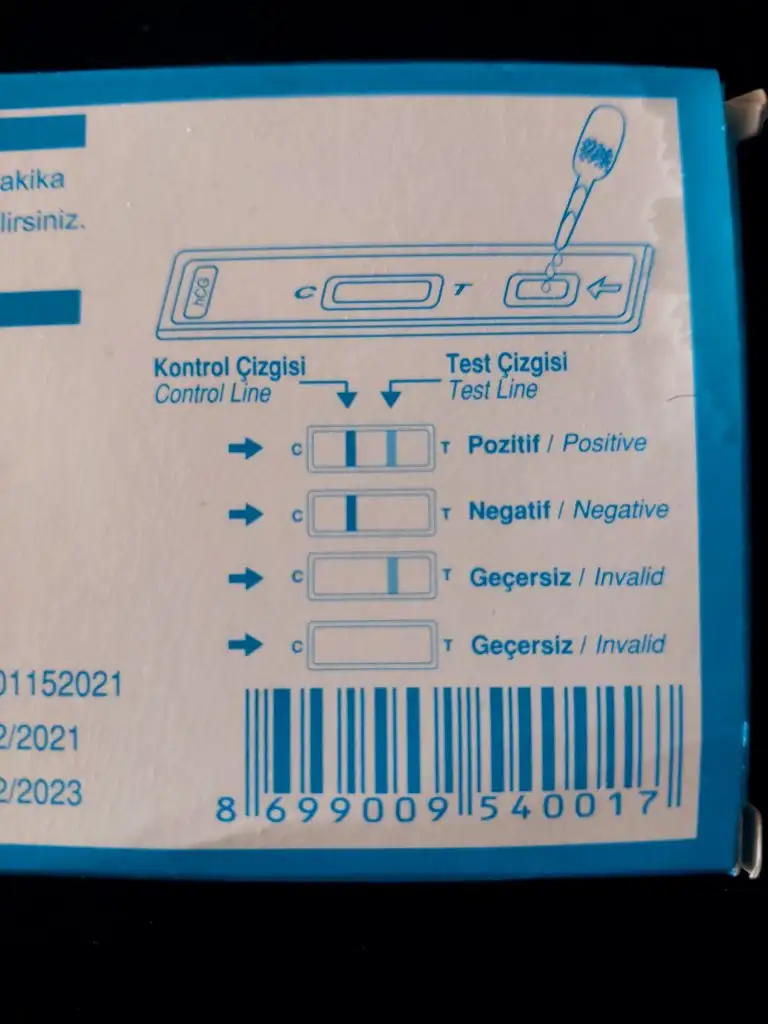 akika
lirsiniz.
hCG
C T
Kontrol Çizgisi
Control Line
Test Çizgisi
Test Line
C T Pozitif / Positive
C T Negatif / Negative
C T Geçersiz / Invalid
C T Geçersiz / Invalid
01152021
2/2021
2/2023
8 699009 540017